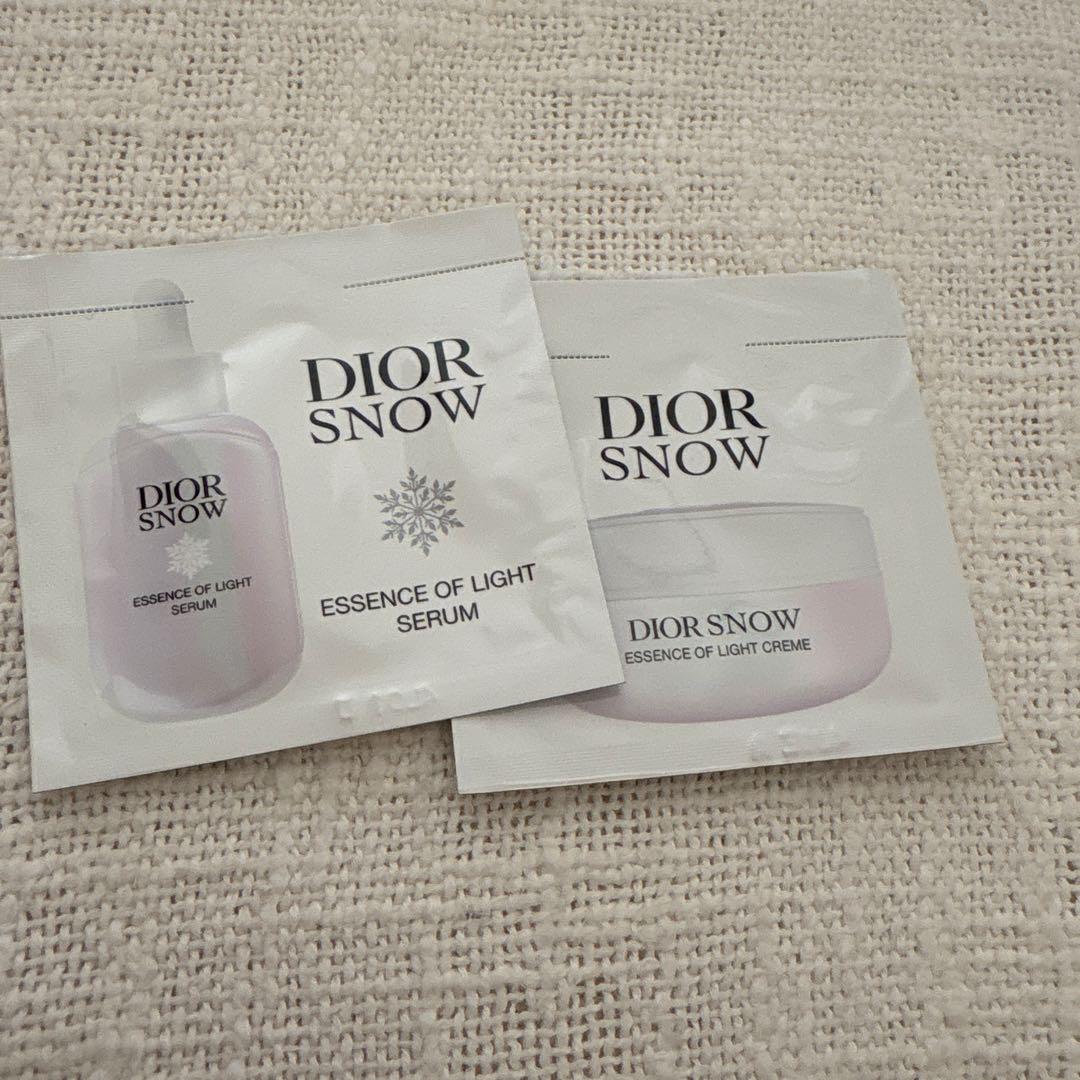 DIOR
SNOW
ESSENCE OF LIGHT
SERUM
DIOR
SNOW
ESSENCE OF LIGHT
SERUM
DIOR
SNOW
DIOR SNOW
ESSENCE OF LIGHT CREME